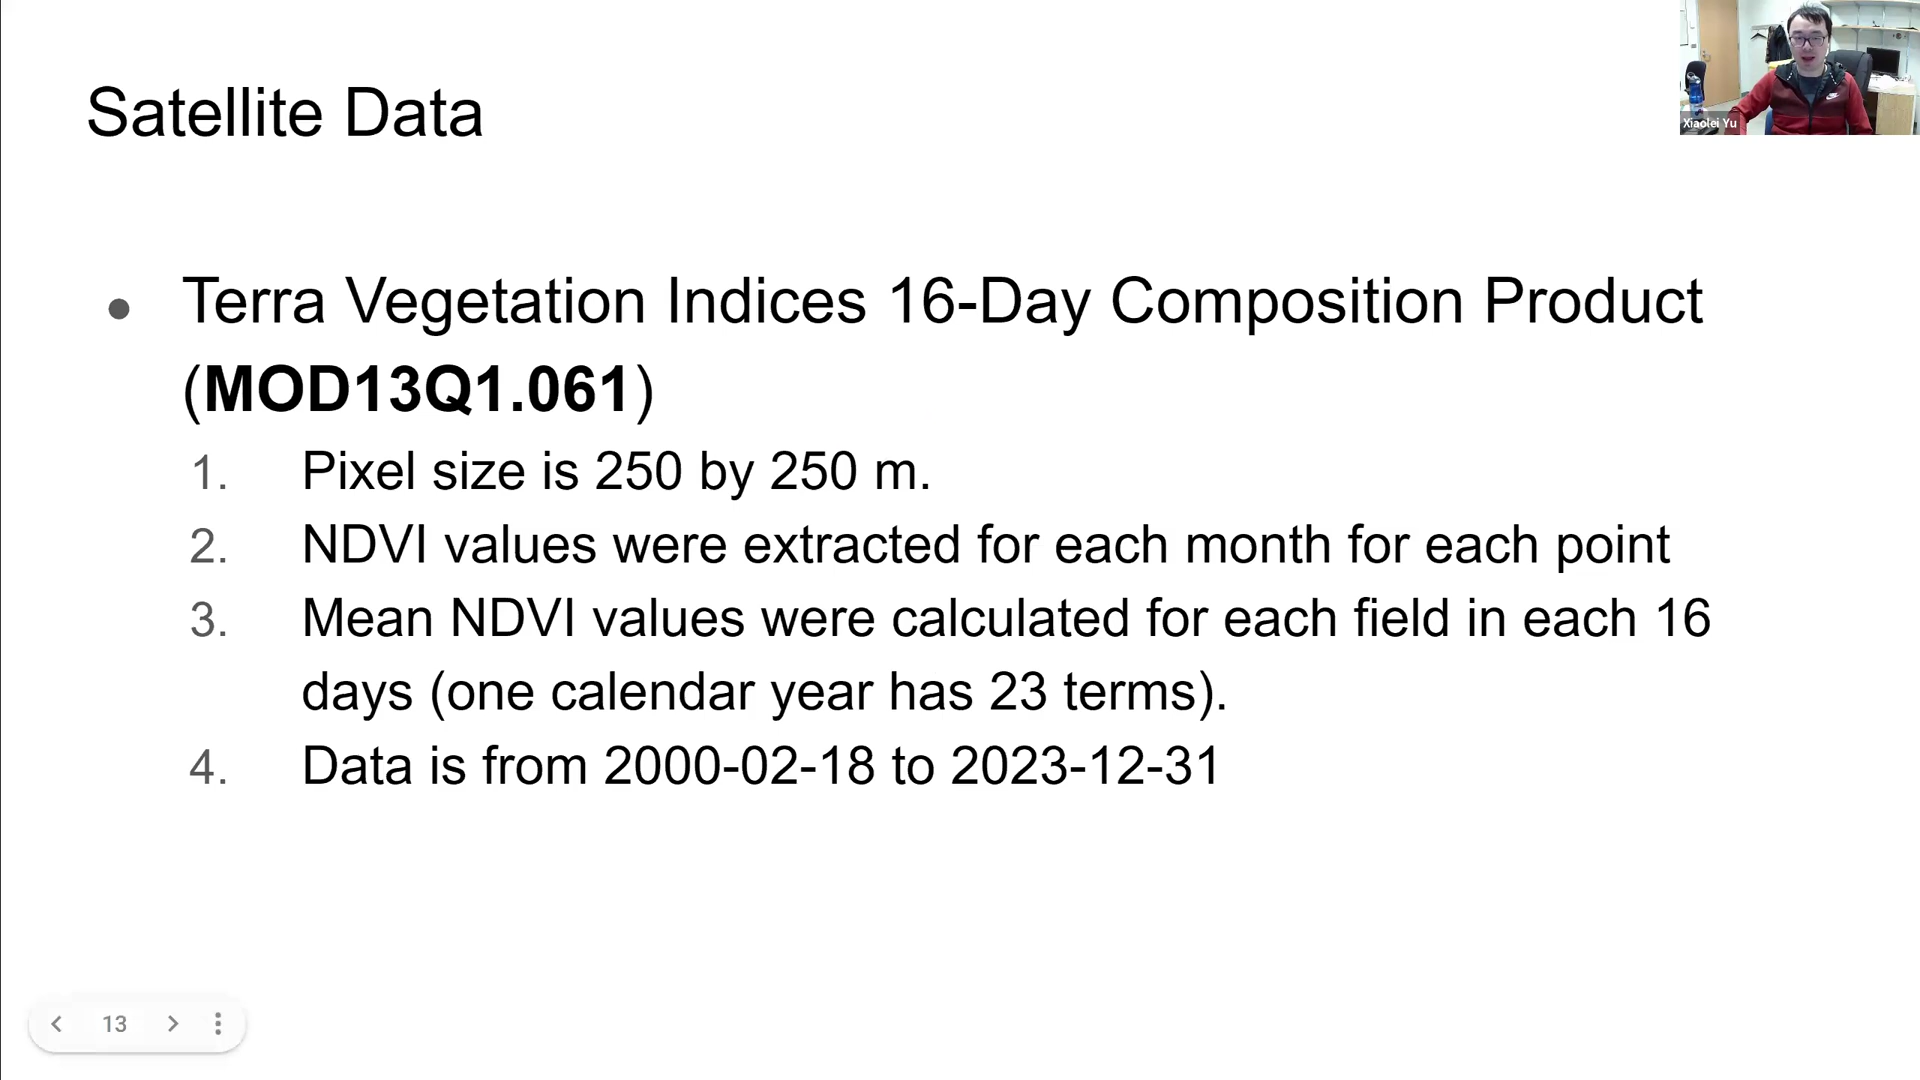 Satellite Data
Xiaolei Yu
● Terra Vegetation Indices 16-Day Composition Product
(MOD13Q1.061)
1. Pixel size is 250 by 250 m.
2. NDVI values were extracted for each month for each point
3. Mean NDVI values were calculated for each field in each 16
days (one calendar year has 23 terms).
4. Data is from 2000-02-18 to 2023-12-31
13